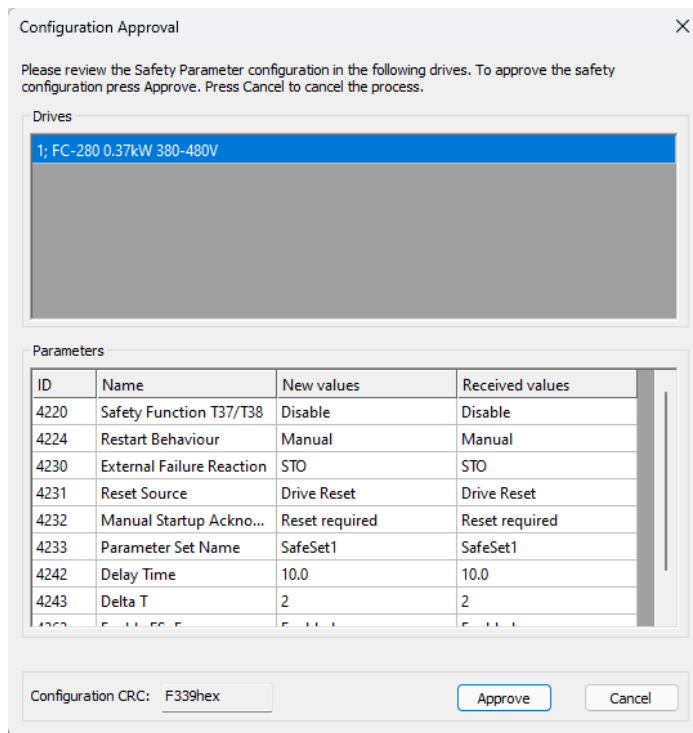 Configuration Approval
Please review the Safety Parameter configuration in the following drives. To approve the safety
configuration press Approve. Press Cancel to cancel the process.
Drives
1; FC-280 0.37kW 380-480V
Parameters
ID Name New values Received values
4220 Safety Function T37/T38 Disable Disable
4224 Restart Behaviour Manual Manual
4230 External Failure Reaction STO STO
4231 Reset Source Drive Reset Drive Reset
4232 Manual Startup Ackno... Reset required Reset required
4233 Parameter Set Name SafeSet1 SafeSet1
4242 Delay Time 10.0 10.0
4243 Delta T 2 2
Configuration CRC: F339hex Approve Cancel